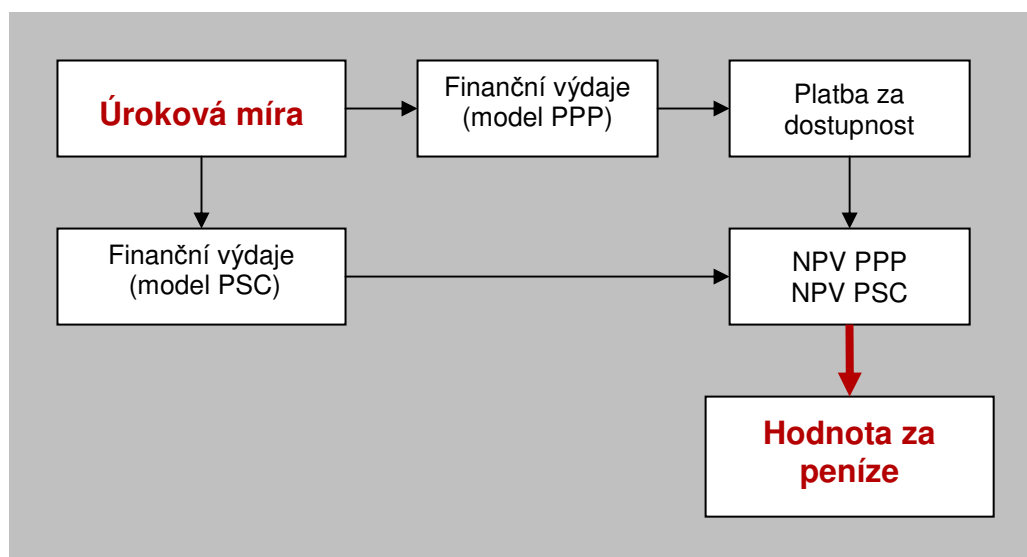 Úroková míra
Finanční výdaje
(model PPP)
Platba za
dostupnost
Finanční výdaje
(model PSC)
NPV PPP
NPV PSC
Hodnota za
peníze